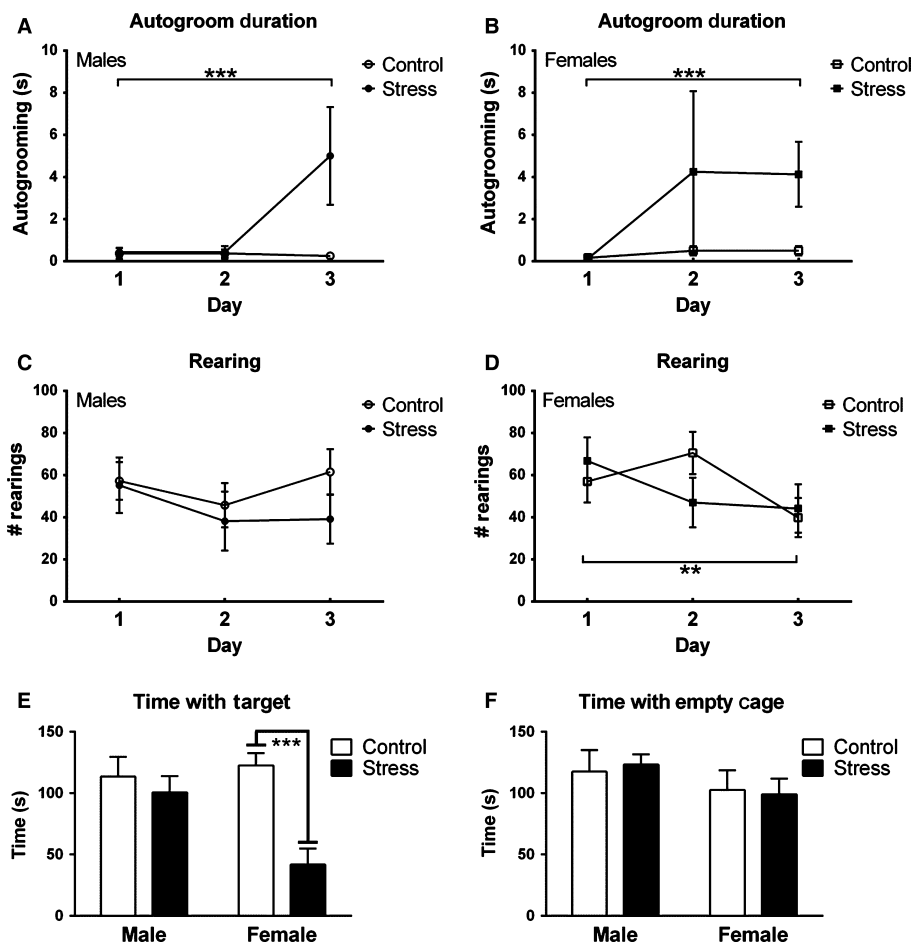 A
Autogroom duration
Males
Control
Stress
***
Autogrooming (s)
10
8
6
4
2
0
1 2 3
Day
B
Autogroom duration
Females
Control
Stress
***
Autogrooming (s)
10
8
6
4
2
0
1 2 3
Day
C
Rearing
Males
Control
Stress
# rearings
100
80
60
40
20
0
1 2 3
Day
D
Rearing
Females
Control
Stress
# rearings
100
80
60
40
20
0
**
1 2 3
Day
E
Time with target
Control
Stress
***
Time (s)
150
100
50
0
Male Female
F
Time with empty cage
Control
Stress
Time (s)
150
100
50
0
Male Female